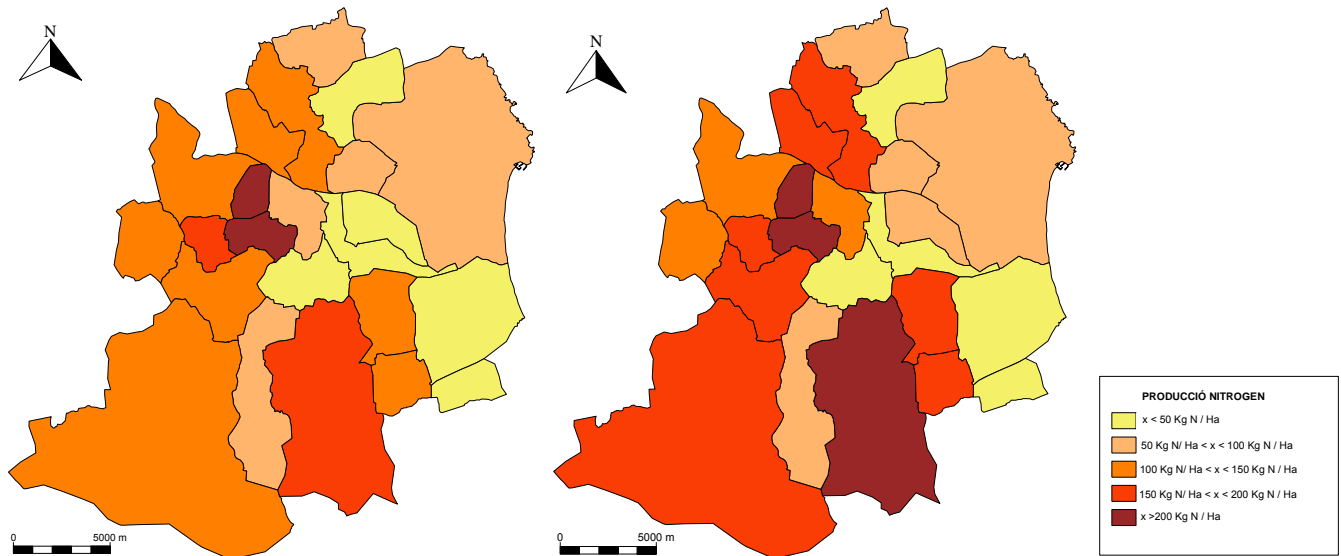 N
N
PRODUCCIÓ NITROGEN
x < 50 Kg N / Ha
50 Kg N/ Ha < x < 100 Kg N / Ha
100 Kg N/ Ha < x < 150 Kg N / Ha
150 Kg N/ Ha < x < 200 Kg N / Ha
x >200 Kg N / Ha
0 5000 m
0 5000 m